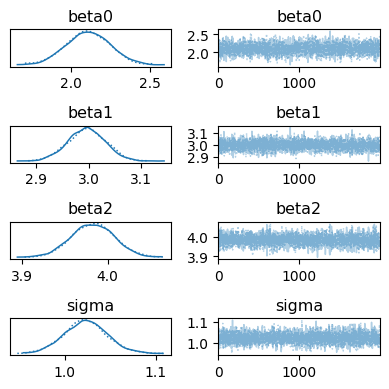 beta0 beta0
2.5
2.0
2.0 2.5 0 1000
beta1 beta1
3.1
3.0
2.9
2.9 3.0 3.1 0 1000
beta2 beta2
4.0
3.9
3.9 4.0 0 1000
sigma sigma
1.1
1.0
1.0 1.1 0 1000